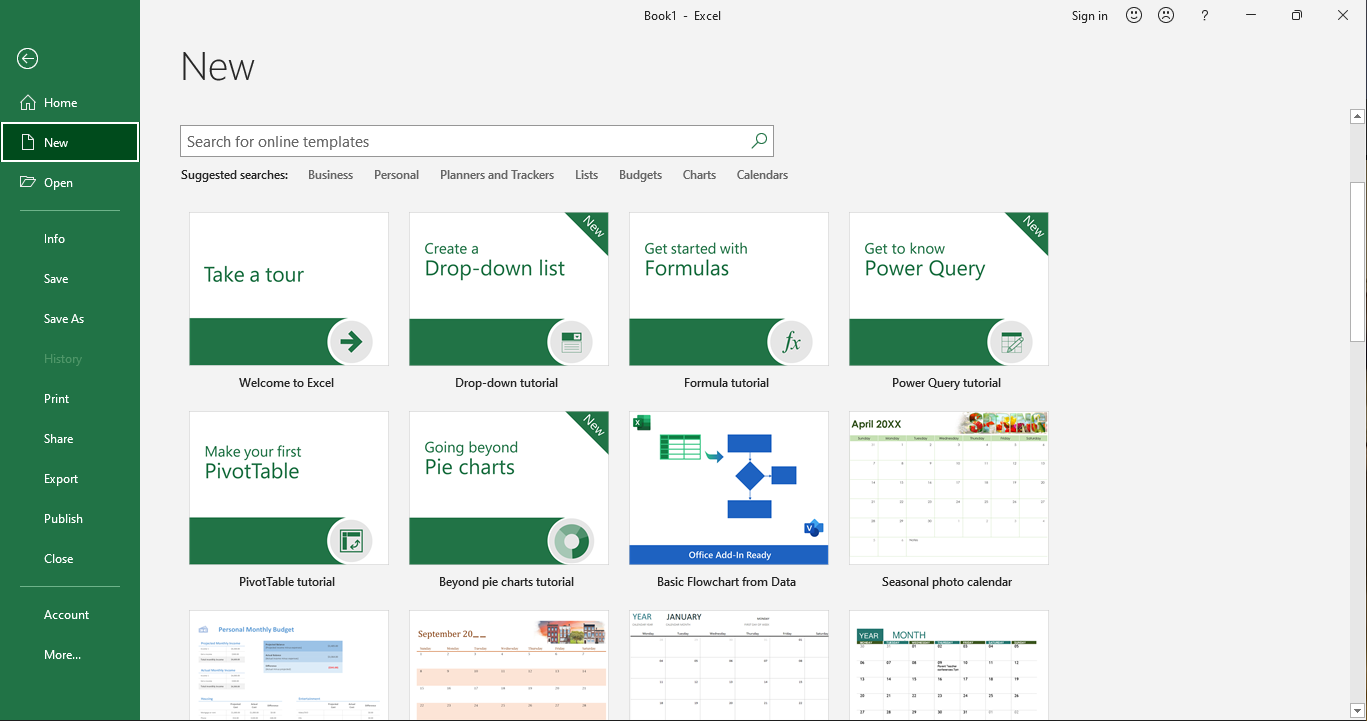 Book1 - Excel
Sign in
?
New
Home
New
Open
Info
Save
Save As
History
Print
Share
Export
Publish
Close
Account
More...
Search for online templates
Suggested searches: Business Personal Planners and Trackers Lists Budgets Charts Calendars
Take a tour
Welcome to Excel
New
Create a
Drop-down list
Drop-down tutorial
Get started with
Formulas
fx
Formula tutorial
New
Get to know
Power Query
Power Query tutorial
Make your first
PivotTable
PivotTable tutorial
New
Going beyond
Pie charts
Beyond pie charts tutorial
Office Add-In Ready
Basic Flowchart from Data
April 20XX
Seasonal photo calendar
Personal Monthly Budget
September 20__
YEAR JANUARY
YEAR MONTH